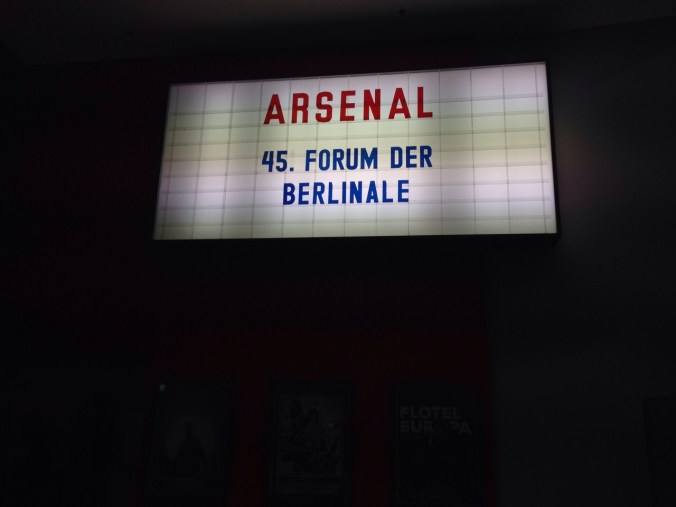 ARSENAL
45. FORUM DER
BERLINALE
FLOTEL
EUROPA